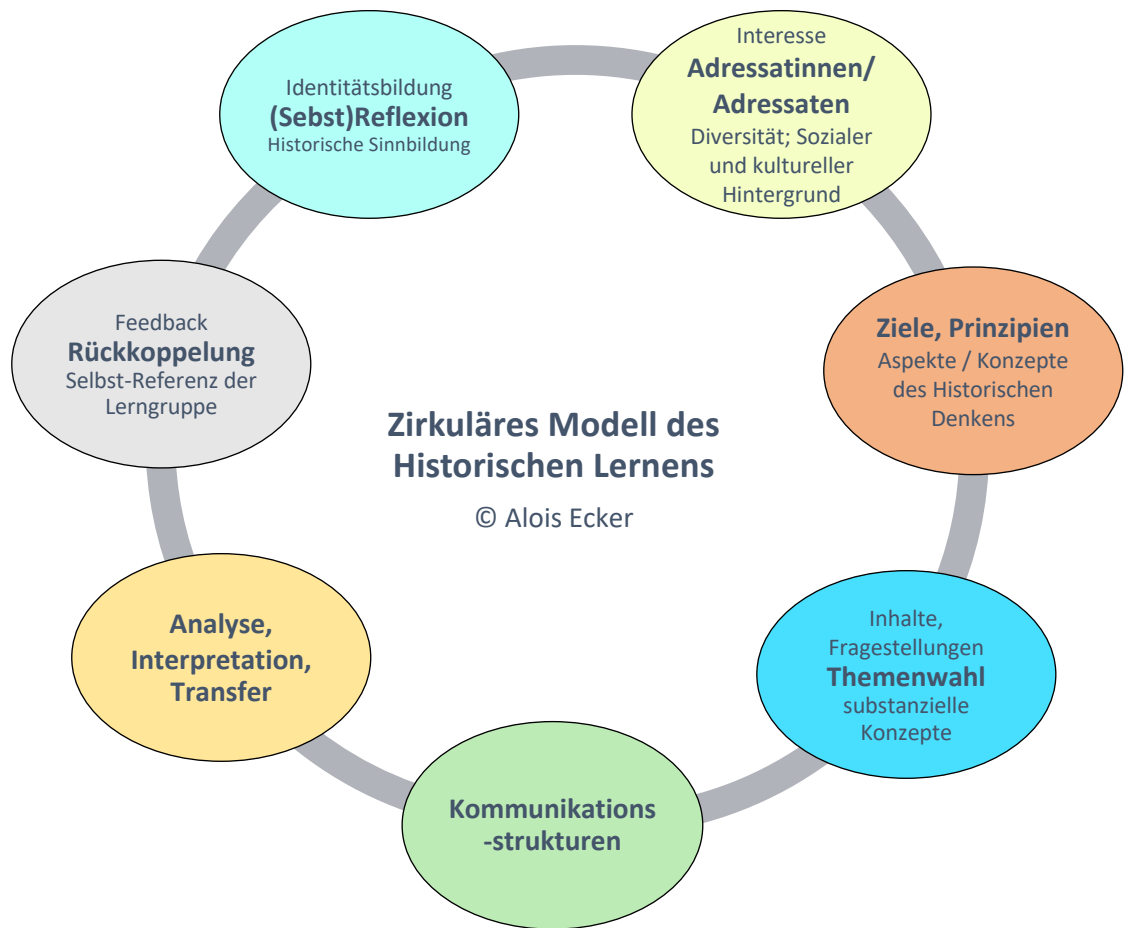 Interesse
Adressatinnen/
Adressaten
Diversität; Sozialer
und kultureller
Hintergrund
Ziele, Prinzipien
Aspekte / Konzepte
des Historischen
Denkens
Inhalte,
Fragestellungen
Themenwahl
substanzielle
Konzepte
Kommunikations
-strukturen
Analyse,
Interpretation,
Transfer
Feedback
Rückkoppelung
Selbst-Referenz der
Lerngruppe
Identitätsbildung
(Sebst)Reflexion
Historische Sinnbildung
Zirkuläres Modell des
Historischen Lernens
© Alois Ecker